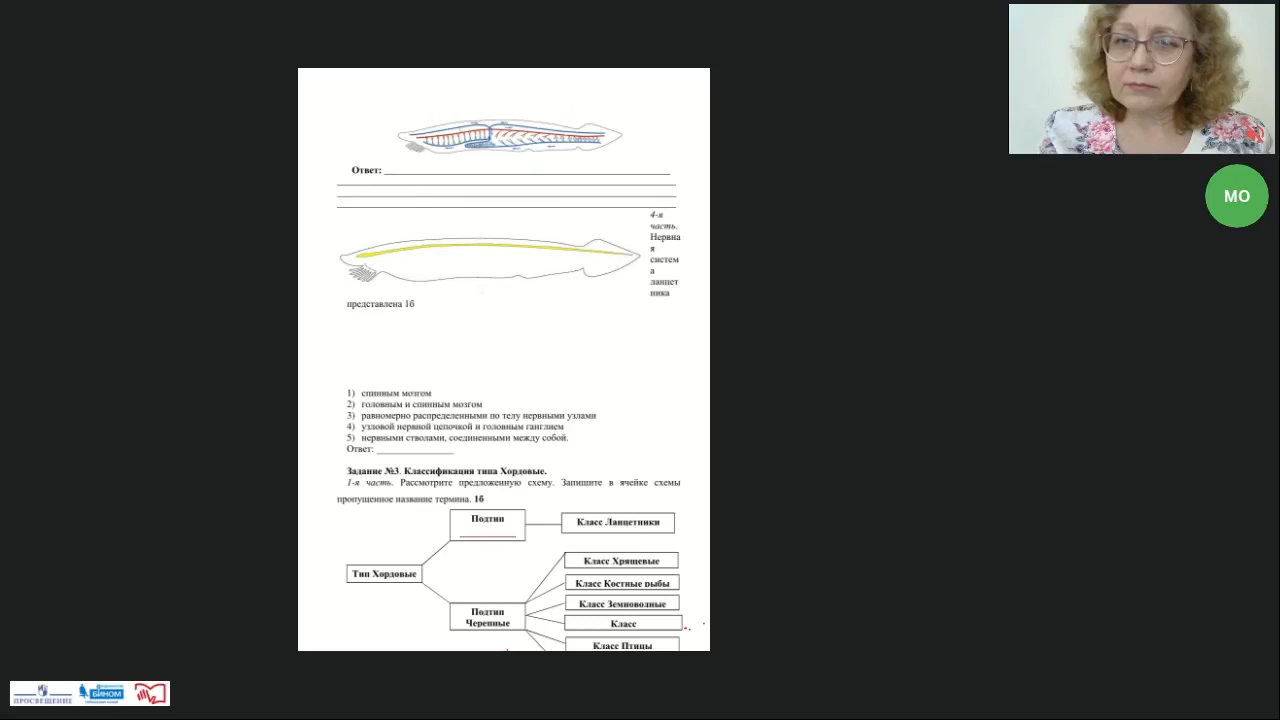 MO
Ответ:
4-я
часть.
Нервна
я
систем
а
ланцет
ника
представлена 1б
1) спинным мозгом
2) головным и спинным мозгом
3) равномерно распределенными по телу нервными узлами
4) узловой нервной цепочкой и головным ганглием
5) нервными стволами, соединенными между собой.
Ответ:
Задание №3. Классификация типа Хордовые.
1-я часть. Рассмотрите предложенную схему. Запишите в ячейке схемы
пропущенное название термина. 1б
Подтип
Класс Ланцетники
Класс Хрящевые
Тип Хордовые
Класс Костные рыбы
Класс Земноводные
Подтип
Черепные
Класс
Класс Птицы
ПРОСВЕЩЕНИЕ
БИНОМ